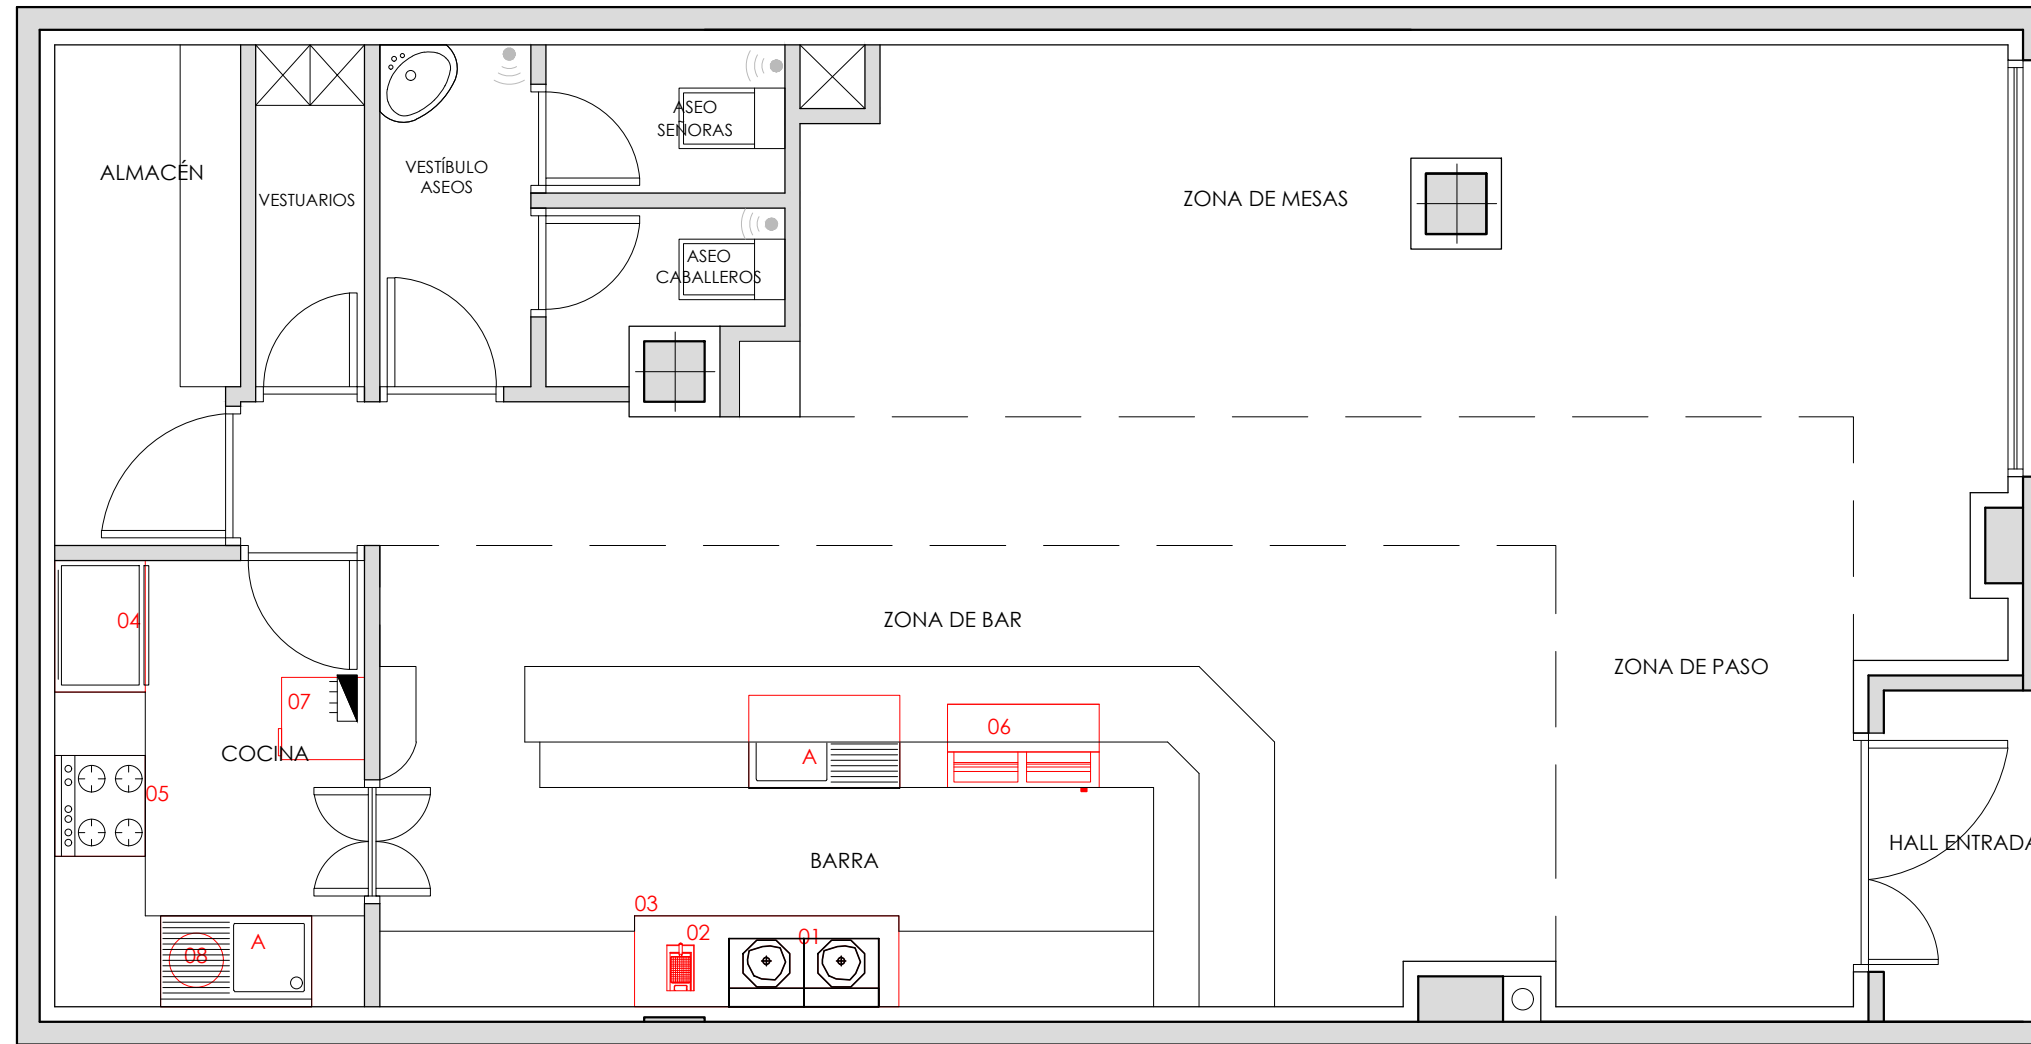 ASEO
SEÑORAS
ALMACÉN
VESTÍBULO
ASEOS
VESTUARIOS
ZONA DE MESAS
ASEO
CABALLEROS
04
ZONA DE BAR
ZONA DE PASO
07
06
COCINA
A
05
HALL ENTRADA
BARRA
03
02
01
A
08